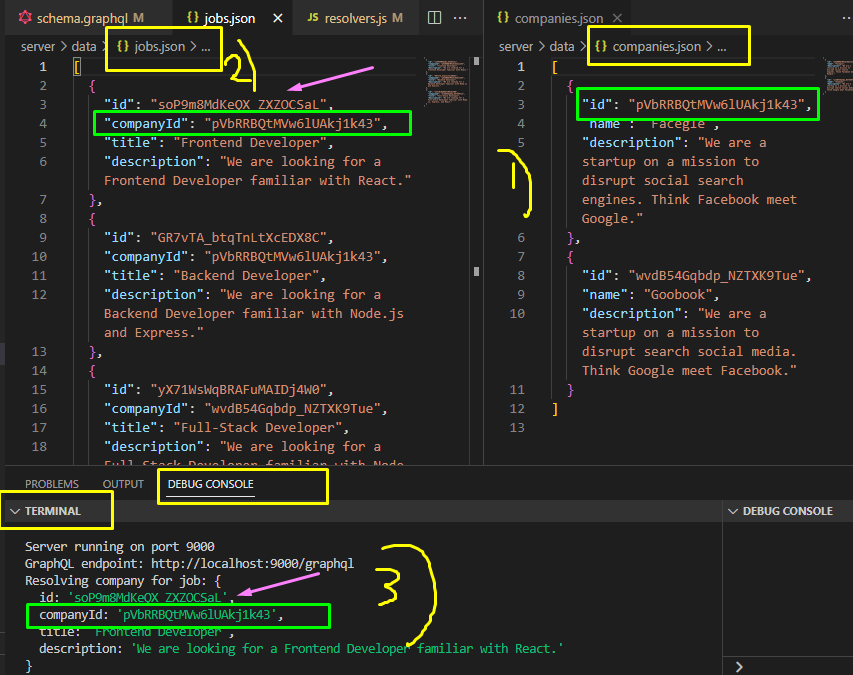 schema.graphql M
jobs.json
JS resolvers.js M
companies.json
server > data > {} jobs.json > ...
server > data > {} companies.json > ...
2)
1 [
2 {
3 "id": "soP9m8MdKeQX_ZXZOCSaL",
4 "companyId": "pVbRRBQtMVw6lUAkj1k43",
5 "title": "Frontend Developer",
6 "description": "We are looking for a
Frontend Developer familiar with React."
7 },
8 {
9 "id": "GR7vTA_btqTnLtXcEDX8C",
10 "companyId": "pVbRRBQtMVw6lUAkj1k43",
11 "title": "Backend Developer",
12 "description": "We are looking for a
Backend Developer familiar with Node.js
and Express."
13 },
14 {
15 "id": "yX71WsWqBRAFuMAIDj4W0",
16 "companyId": "wvdB54Gqbdp_NZTXK9Tue",
17 "title": "Full-Stack Developer",
18 "description": "We are looking for a
Full-Stack Developer familiar with Node
1)
1 [
2 {
3 "id": "pVbRRBQtMVw6lUAkj1k43",
4 "name": "Facegle",
5 "description": "We are a
startup on a mission to
disrupt social search
engines. Think Facebook meet
Google."
6 },
7 {
8 "id": "wvdB54Gqbdp_NZTXK9Tue",
9 "name": "Goobook",
10 "description": "We are a
startup on a mission to
disrupt search social media.
Think Google meet Facebook."
11 }
12 ]
13
PROBLEMS OUTPUT DEBUG CONSOLE
TERMINAL
DEBUG CONSOLE
3)
Server running on port 9000
GraphQL endpoint: http://localhost:9000/graphql
Resolving company for job: {
id: 'soP9m8MdKeQX_ZXZOCSaL',
companyId: 'pVbRRBQtMVw6lUAkj1k43',
title: 'Frontend Developer',
description: 'We are looking for a Frontend Developer familiar with React.'
}